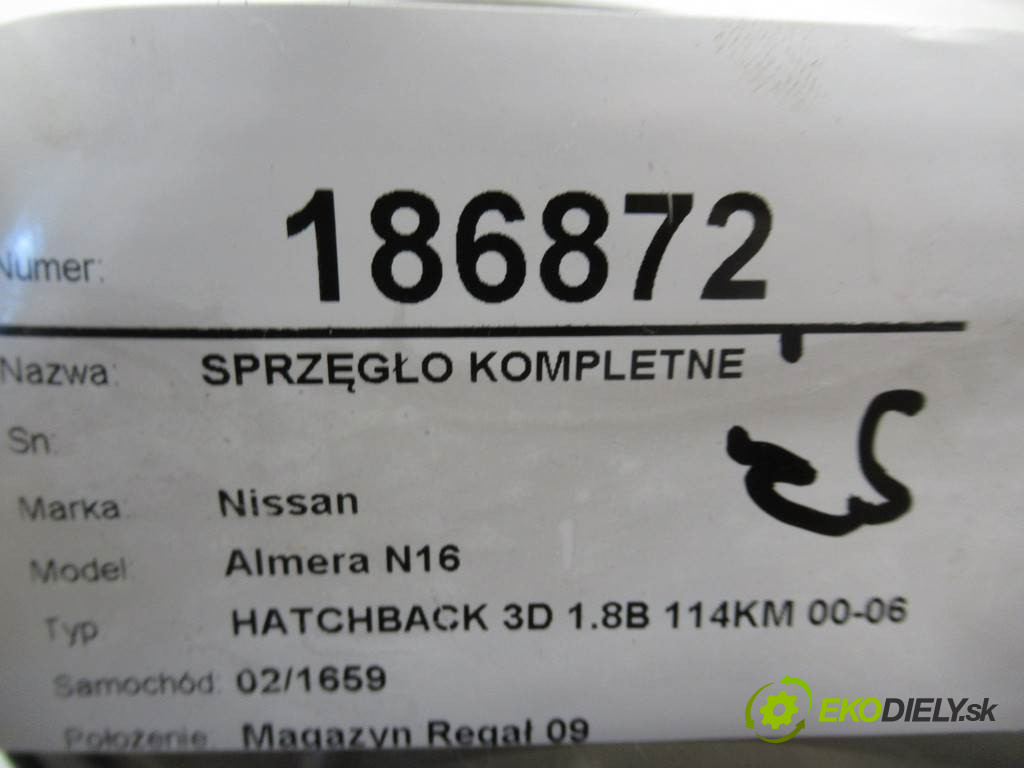 Numer: 186872
Nazwa: SPRZĘGŁO KOMPLETNE
Sn:
Marka: Nissan
Model: Almera N16
Typ HATCHBACK 3D 1.8B 114KM 00-06
Samochód: 02/1659
Położenie: Magazyn Regał 09
EKODIELY.sk